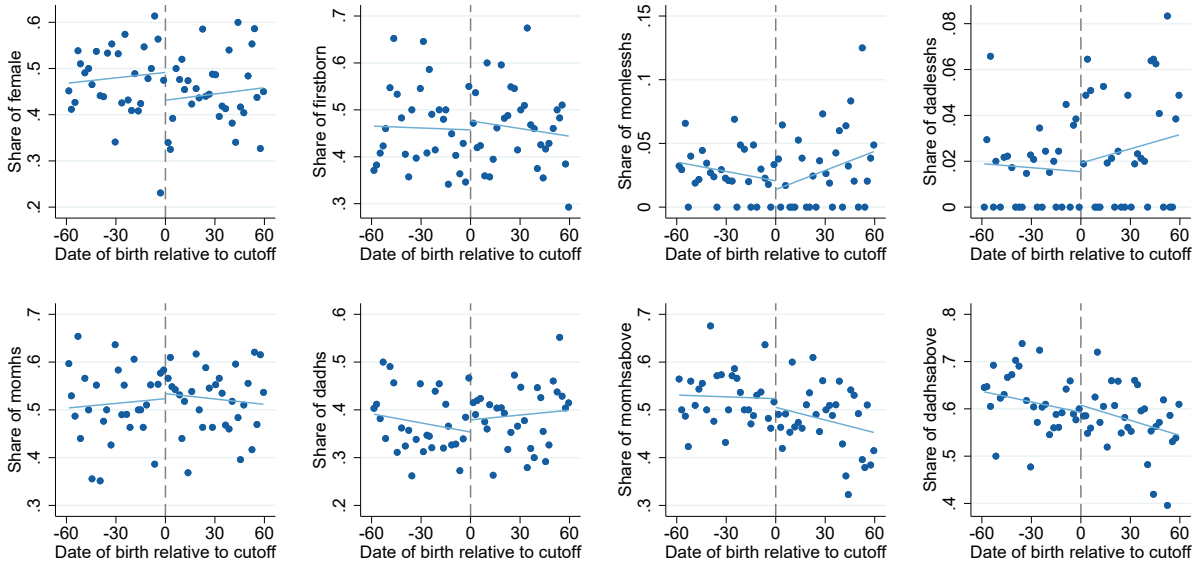 Share of female
.6
.5
.4
.3
.2
-60 -30 0 30 60
Date of birth relative to cutoff
Share of firstborn
.7
.6
.5
.4
.3
-60 -30 0 30 60
Date of birth relative to cutoff
Share of momlesshs
.15
.1
.05
0
-60 -30 0 30 60
Date of birth relative to cutoff
Share of dadlesshs
.08
.06
.04
.02
0
-60 -30 0 30 60
Date of birth relative to cutoff
Share of momhs
.7
.6
.5
.4
.3
-60 -30 0 30 60
Date of birth relative to cutoff
Share of dadhs
.6
.5
.4
.3
.2
-60 -30 0 30 60
Date of birth relative to cutoff
Share of momhsabove
.7
.6
.5
.4
.3
-60 -30 0 30 60
Date of birth relative to cutoff
Share of dadhsabove
.8
.7
.6
.5
.4
-60 -30 0 30 60
Date of birth relative to cutoff